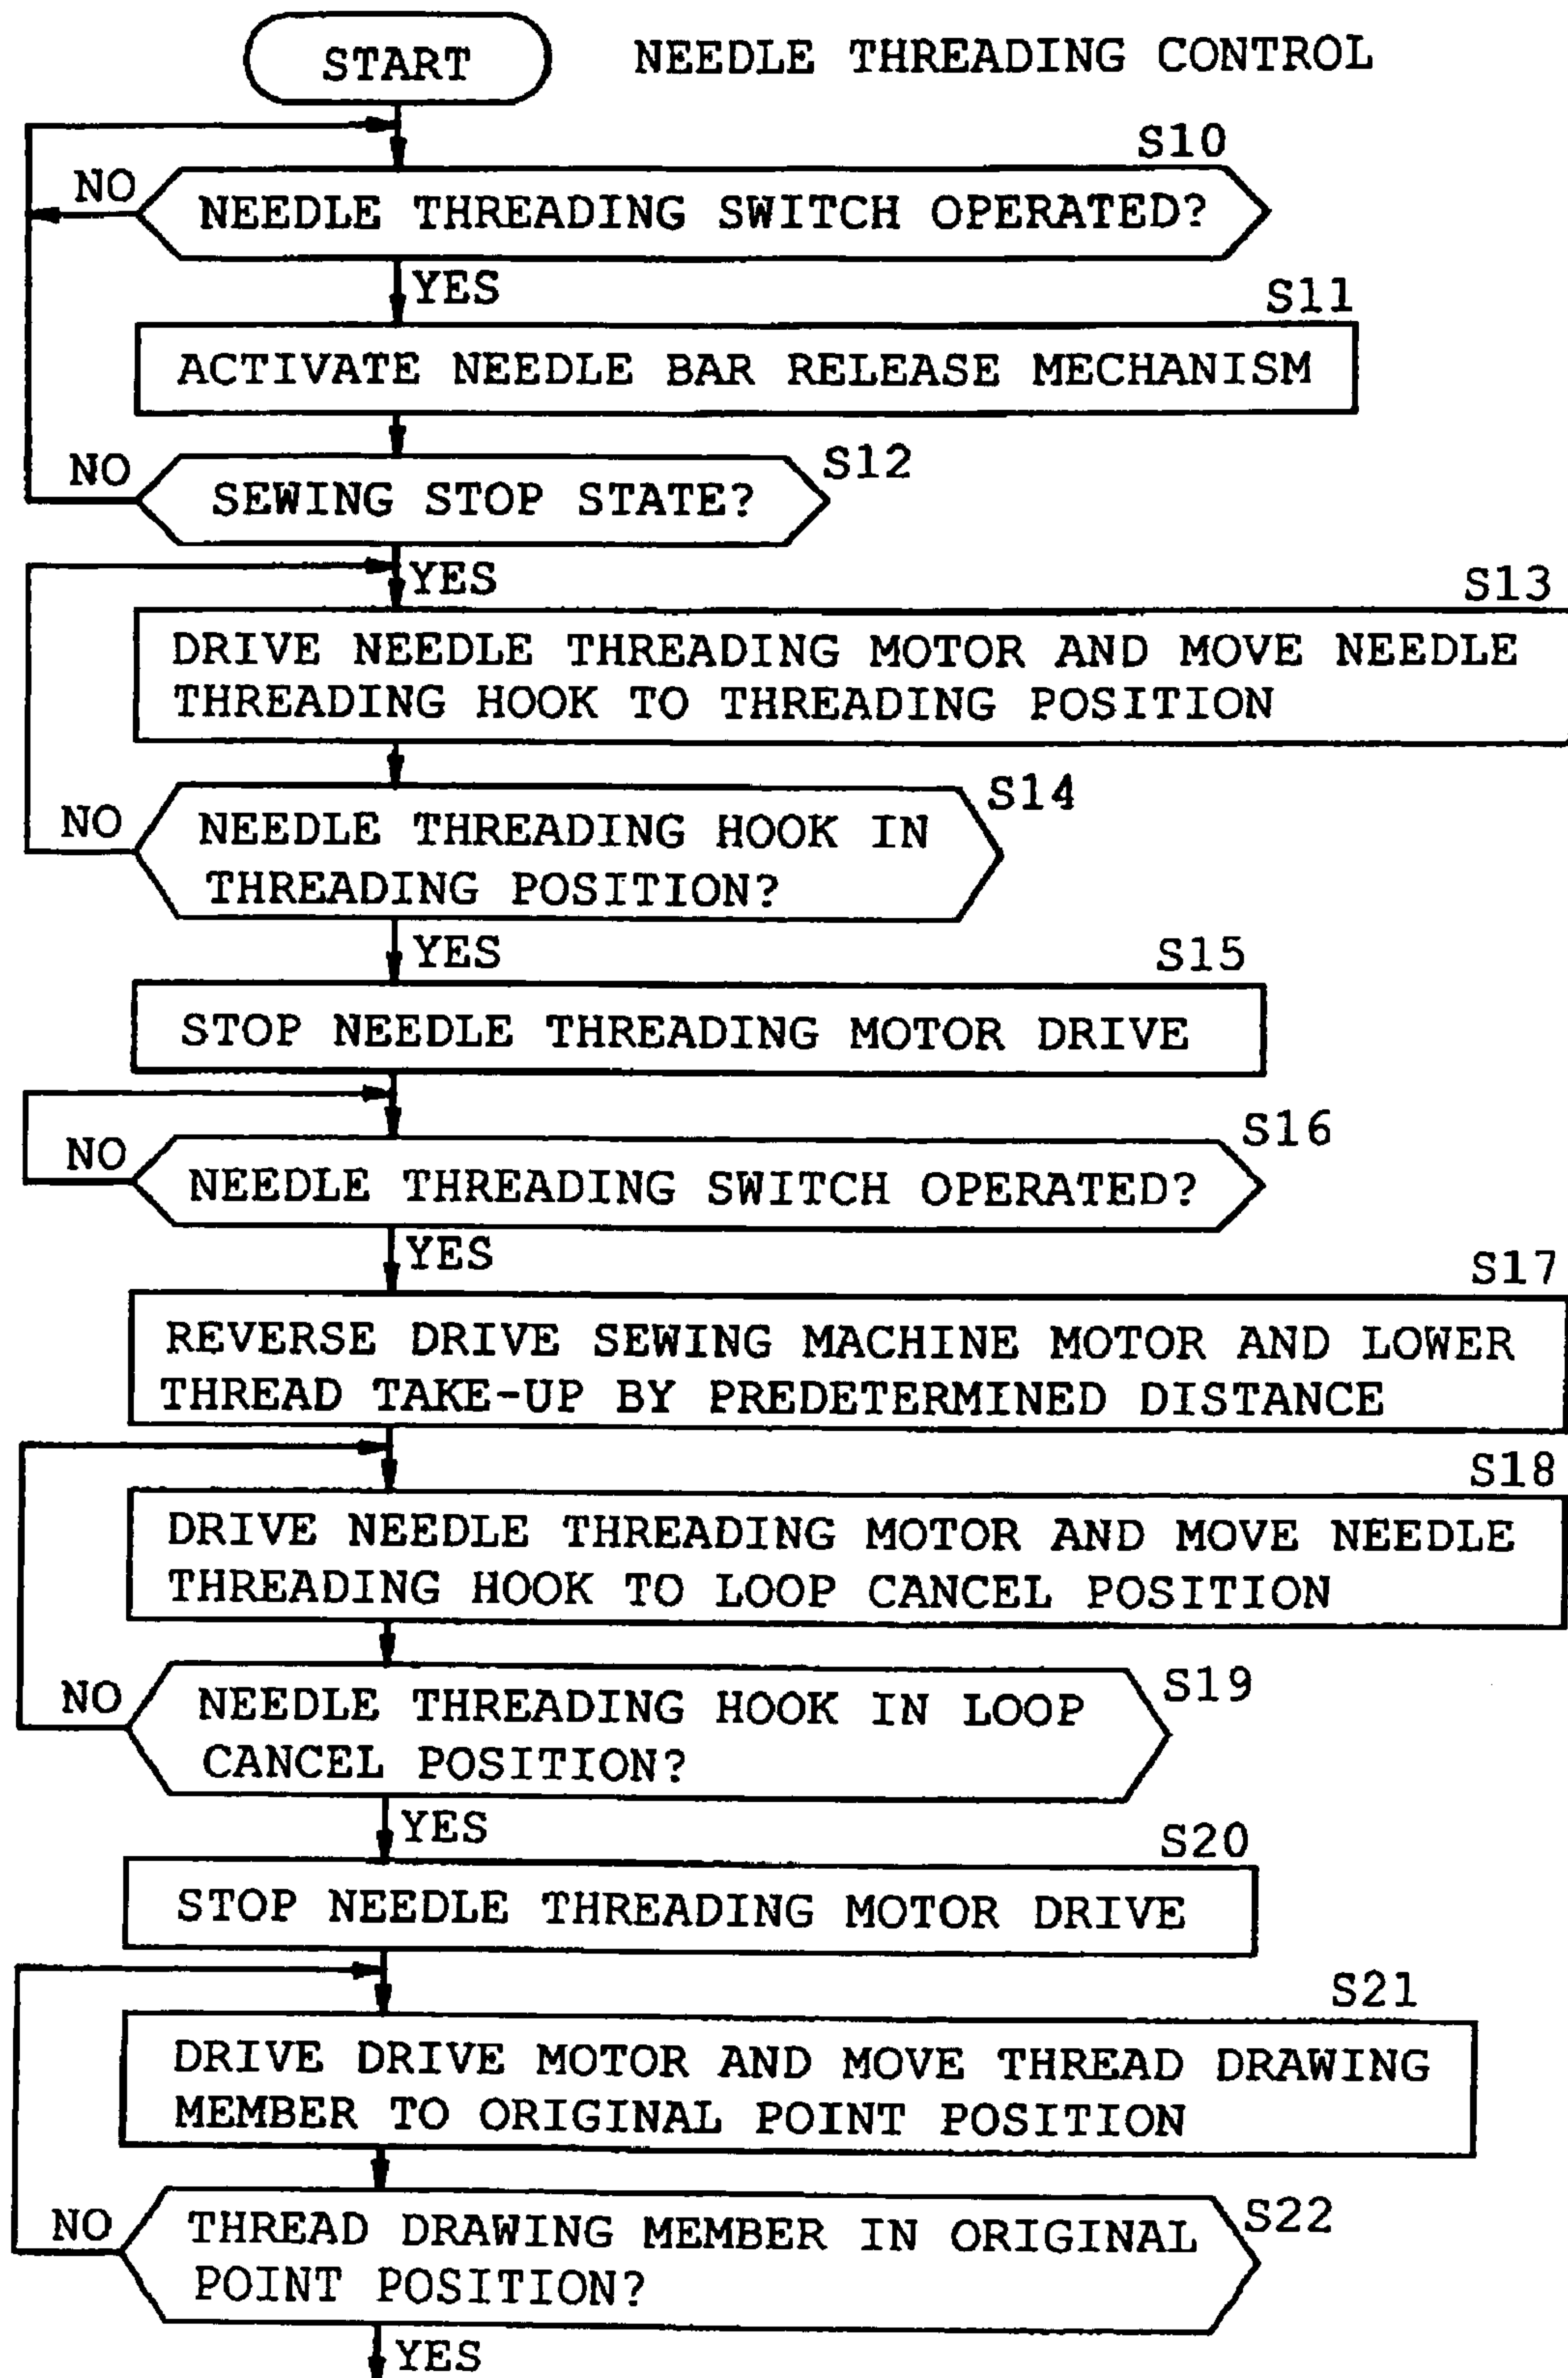 START
NEEDLE THREADING CONTROL
S10
NO
NEEDLE THREADING SWITCH OPERATED?
YES
S11
ACTIVATE NEEDLE BAR RELEASE MECHANISM
NO
S12
SEWING STOP STATE?
YES
S13
DRIVE NEEDLE THREADING MOTOR AND MOVE NEEDLE
THREADING HOOK TO THREADING POSITION
S14
NO
NEEDLE THREADING HOOK IN
THREADING POSITION?
YES
S15
STOP NEEDLE THREADING MOTOR DRIVE
S16
NO
NEEDLE THREADING SWITCH OPERATED?
YES
S17
REVERSE DRIVE SEWING MACHINE MOTOR AND LOWER
THREAD TAKE-UP BY PREDETERMINED DISTANCE
S18
DRIVE NEEDLE THREADING MOTOR AND MOVE NEEDLE
THREADING HOOK TO LOOP CANCEL POSITION
S19
NO
NEEDLE THREADING HOOK IN LOOP
CANCEL POSITION?
YES
S20
STOP NEEDLE THREADING MOTOR DRIVE
S21
DRIVE DRIVE MOTOR AND MOVE THREAD DRAWING
MEMBER TO ORIGINAL POINT POSITION
S22
NO
THREAD DRAWING MEMBER IN ORIGINAL
POINT POSITION?
YES